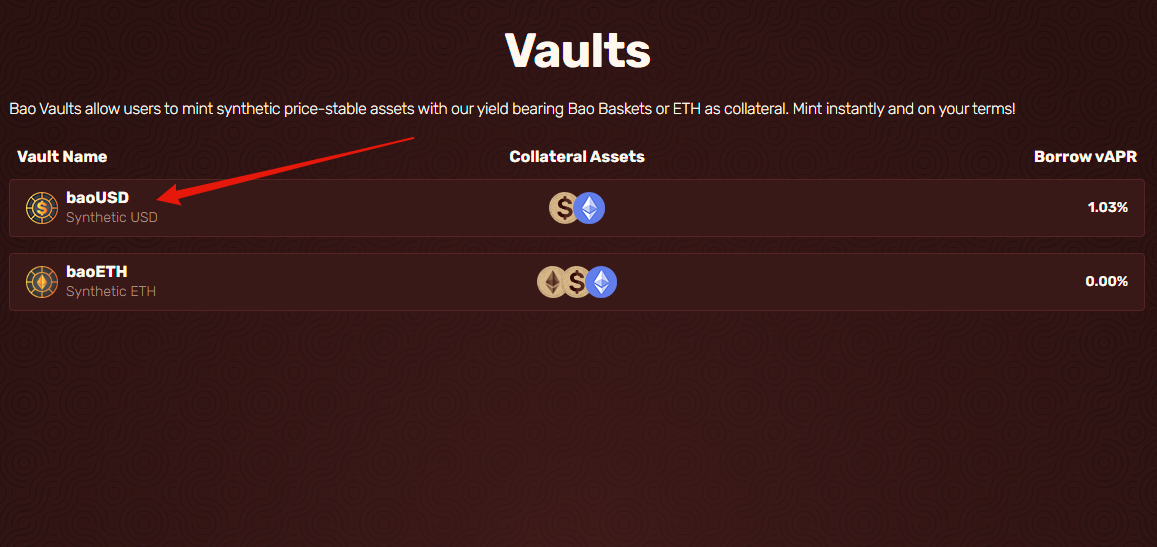 Vaults
Bao Vaults allow users to mint synthetic price-stable assets with our yield bearing Bao Baskets or ETH as collateral. Mint instantly and on your terms!
Vault Name Collateral Assets Borrow vAPR
baoUSD
Synthetic USD
1.03%
baoETH
Synthetic ETH
0.00%